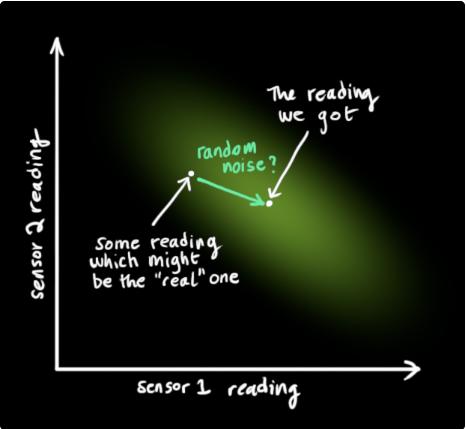 The reading
we got
random
noise?
some reading
which might
be the "real" one
sensor 2 reading
sensor 1 reading